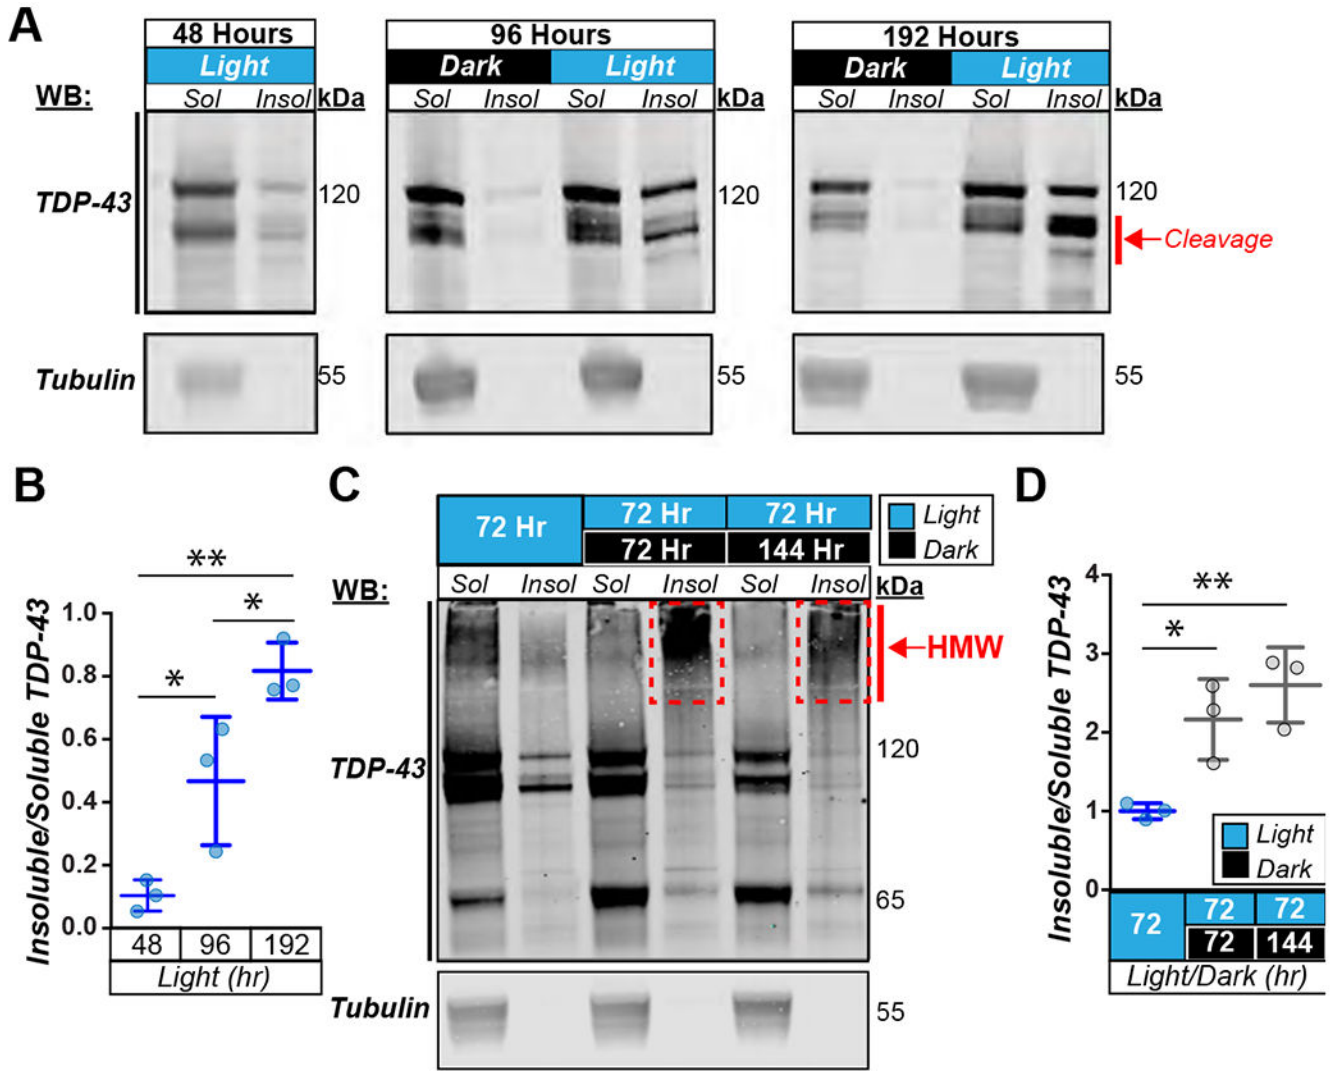 A
48 Hours
96 Hours
192 Hours
Light
Dark
Light
Dark
Light
WB:
Sol
Insol
kDa
Sol
Insol
Sol
Insol
kDa
Sol
Insol
Sol
Insol
kDa
TDP-43
120
120
120
Cleavage
Tubulin
55
55
55
B
**
*
*
Insoluble/Soluble TDP-43
1.0
0.8
0.6
0.4
0.2
0.0
48
96
192
Light (hr)
C
72 Hr
72 Hr
72 Hr
72 Hr
144 Hr
Light
Dark
WB:
Sol
Insol
Sol
Insol
Sol
Insol
kDa
HMW
TDP-43
120
65
Tubulin
55
D
**
*
Insoluble/Soluble TDP-43
4
3
2
1
0
Light
Dark
72
72
72
72
144
Light/Dark (hr)